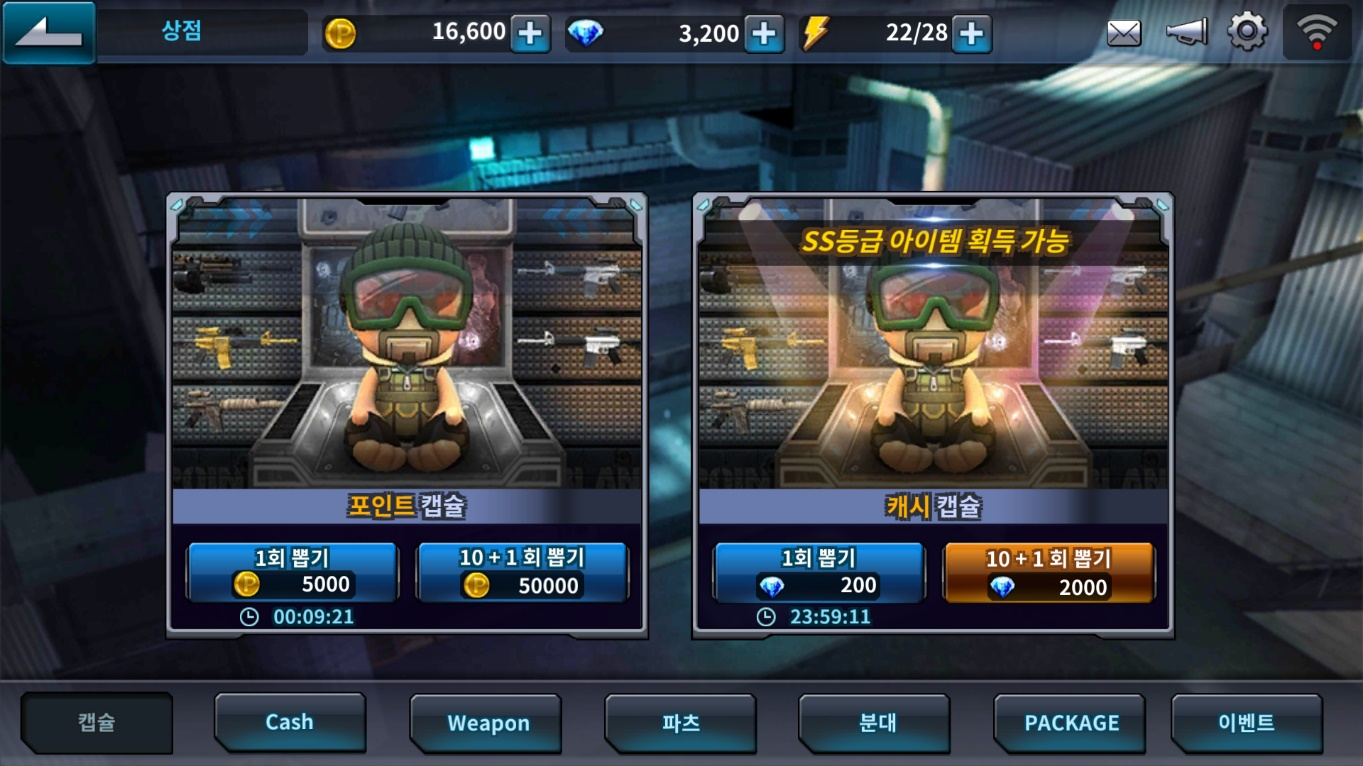 상점
16,600
3,200
22/28
SS등급 아이템 획득 가능
포인트 캡슐
캐시 캡슐
1회 뽑기
5000
10 + 1 회 뽑기
50000
1회 뽑기
200
10 + 1 회 뽑기
2000
00:09:21
23:59:11
캡슐
Cash
Weapon
파츠
분대
PACKAGE
이벤트